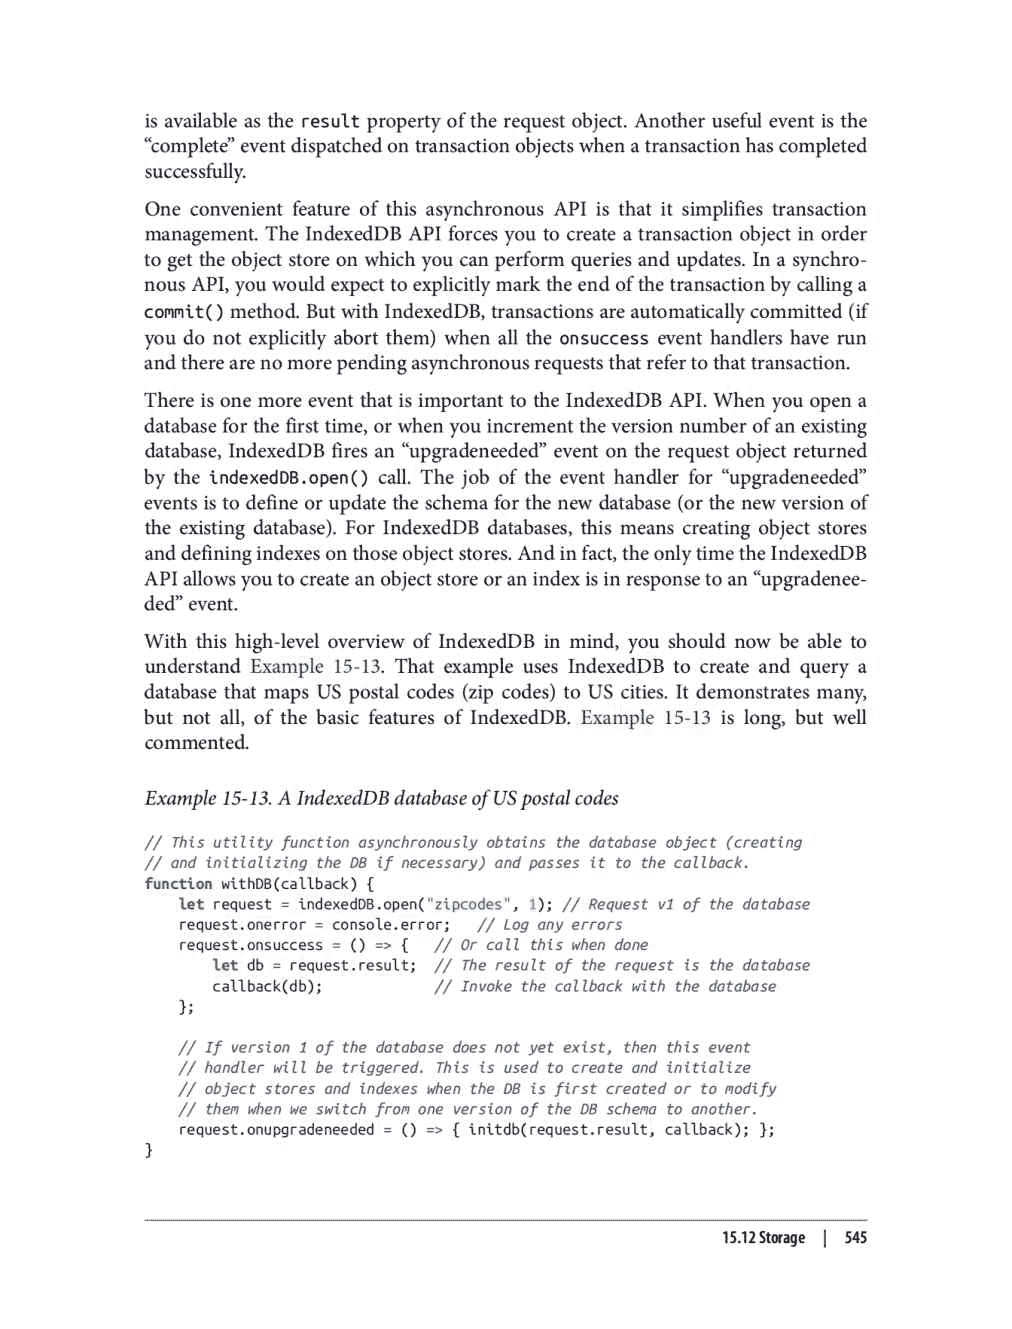 is available as the result property of the request object. Another useful event is the
“complete” event dispatched on transaction objects when a transaction has completed
successfully.
One convenient feature of this asynchronous API is that it simplifies transaction
management. The IndexedDB API forces you to create a transaction object in order
to get the object store on which you can perform queries and updates. In a synchro-
nous API, you would expect to explicitly mark the end of the transaction by calling a
commit() method. But with IndexedDB, transactions are automatically committed (if
you do not explicitly abort them) when all the onsuccess event handlers have run
and there are no more pending asynchronous requests that refer to that transaction.
There is one more event that is important to the IndexedDB API. When you open a
database for the first time, or when you increment the version number of an existing
database, IndexedDB fires an “upgradeneeded” event on the request object returned
by the indexedDB.open() call. The job of the event handler for “upgradeneeded”
events is to define or update the schema for the new database (or the new version of
the existing database). For IndexedDB databases, this means creating object stores
and defining indexes on those object stores. And in fact, the only time the IndexedDB
API allows you to create an object store or an index is in response to an “upgradenee-
ded” event.
With this high-level overview of IndexedDB in mind, you should now be able to
understand Example 15-13. That example uses IndexedDB to create and query a
database that maps US postal codes (zip codes) to US cities. It demonstrates many,
but not all, of the basic features of IndexedDB. Example 15-13 is long, but well
commented.
Example 15-13. A IndexedDB database of US postal codes
// This utility function asynchronously obtains the database object (creating
// and initializing the DB if necessary) and passes it to the callback.
function withDB(callback) {
    let request = indexedDB.open("zipcodes", 1); // Request v1 of the database
    request.onerror = console.error;   // Log any errors
    request.onsuccess = () => {   // Or call this when done
        let db = request.result;  // The result of the request is the database
        callback(db);             // Invoke the callback with the database
    };
    // If version 1 of the database does not yet exist, then this event
    // handler will be triggered. This is used to create and initialize
    // object stores and indexes when the DB is first created or to modify
    // them when we switch from one version of the DB schema to another.
    request.onupgradeneeded = () => { initdb(request.result, callback); };
}
15.12 Storage | 545